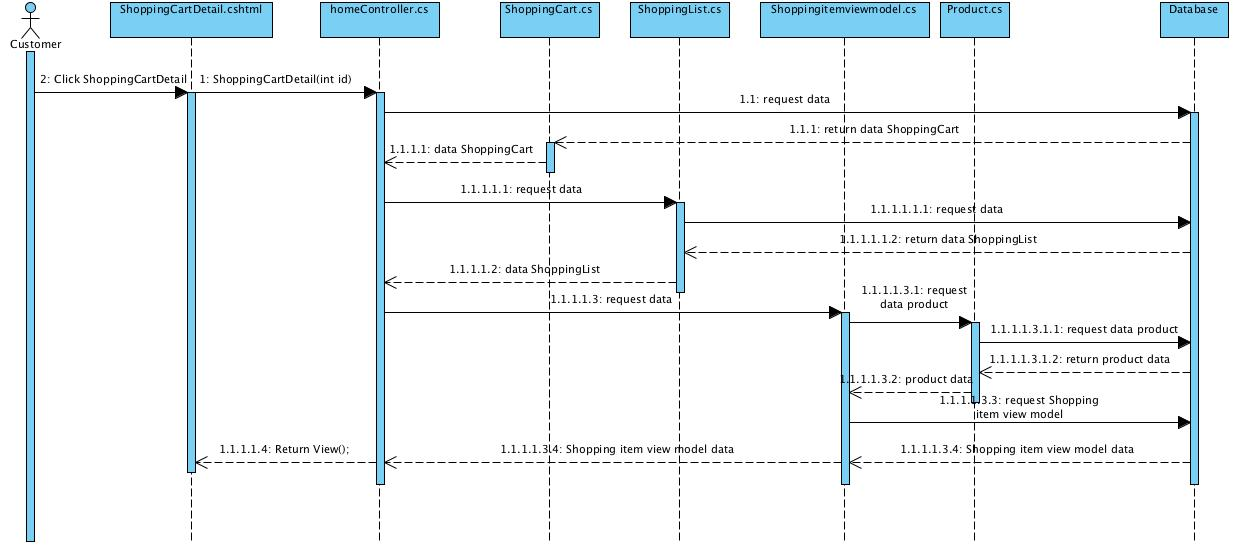 ShoppingCartDetail.cshtml
homeController.cs
ShoppingCart.cs
ShoppingList.cs
Shoppingitemviewmodel.cs
Product.cs
Database
Customer
2: Click ShoppingCartDetail
1: ShoppingCartDetail(int id)
1.1: request data
1.1.1: return data ShoppingCart
1.1.1.1: data ShoppingCart
1.1.1.1.1: request data
1.1.1.1.1.1: request data
1.1.1.1.1.2: return data ShoppingList
1.1.1.1.2: data ShoppingList
1.1.1.1.3: request data
1.1.1.1.3.1: request
data product
1.1.1.1.3.1.1: request data product
1.1.1.1.3.1.2: return product data
1.1.1.1.3.2: product data
1.1.1.1.3.3: request Shopping
item view model
1.1.1.1.4: Return View();
1.1.1.1.3.4: Shopping item view model data
1.1.1.1.3.4: Shopping item view model data